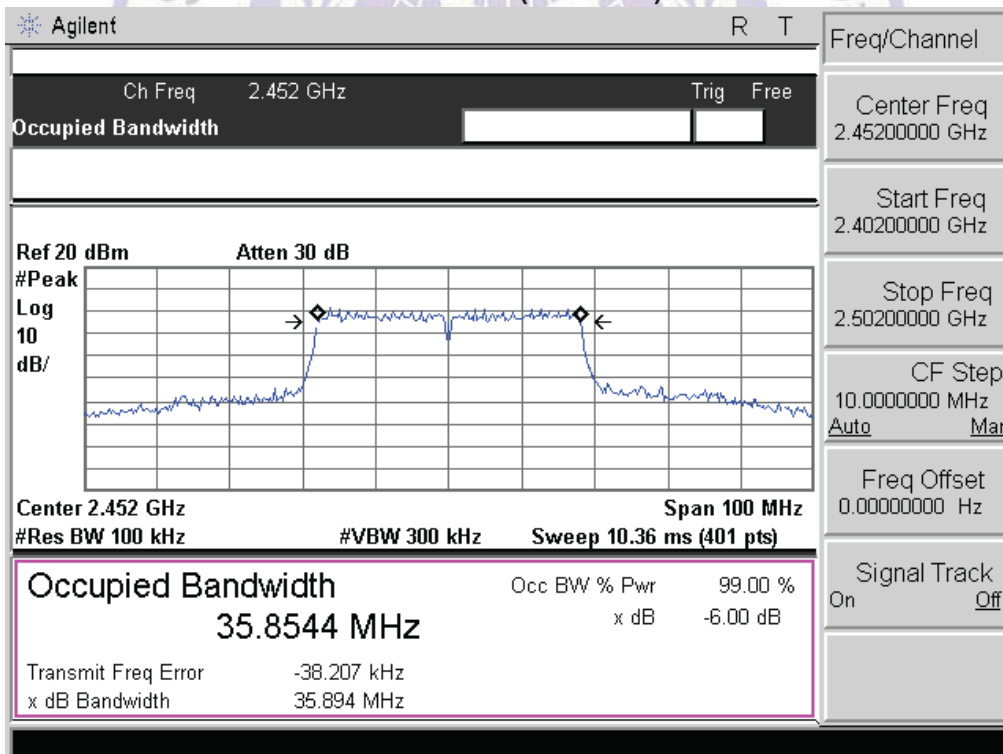 Agilent R T
Freq/Channel
Ch Freq 2.452 GHz Trig Free
Occupied Bandwidth
Center Freq
2.45200000 GHz
Start Freq
2.40200000 GHz
Stop Freq
2.50200000 GHz
CF Step
10.0000000 MHz
Auto Man
Freq Offset
0.00000000 Hz
Signal Track
On Off
Ref 20 dBm Atten 30 dB
#Peak
Log
10
dB/
Center 2.452 GHz Span 100 MHz
#Res BW 100 kHz #VBW 300 kHz Sweep 10.36 ms (401 pts)
Occupied Bandwidth
35.8544 MHz
Occ BW % Pwr 99.00 %
x dB -6.00 dB
Transmit Freq Error -38.207 kHz
x dB Bandwidth 35.894 MHz